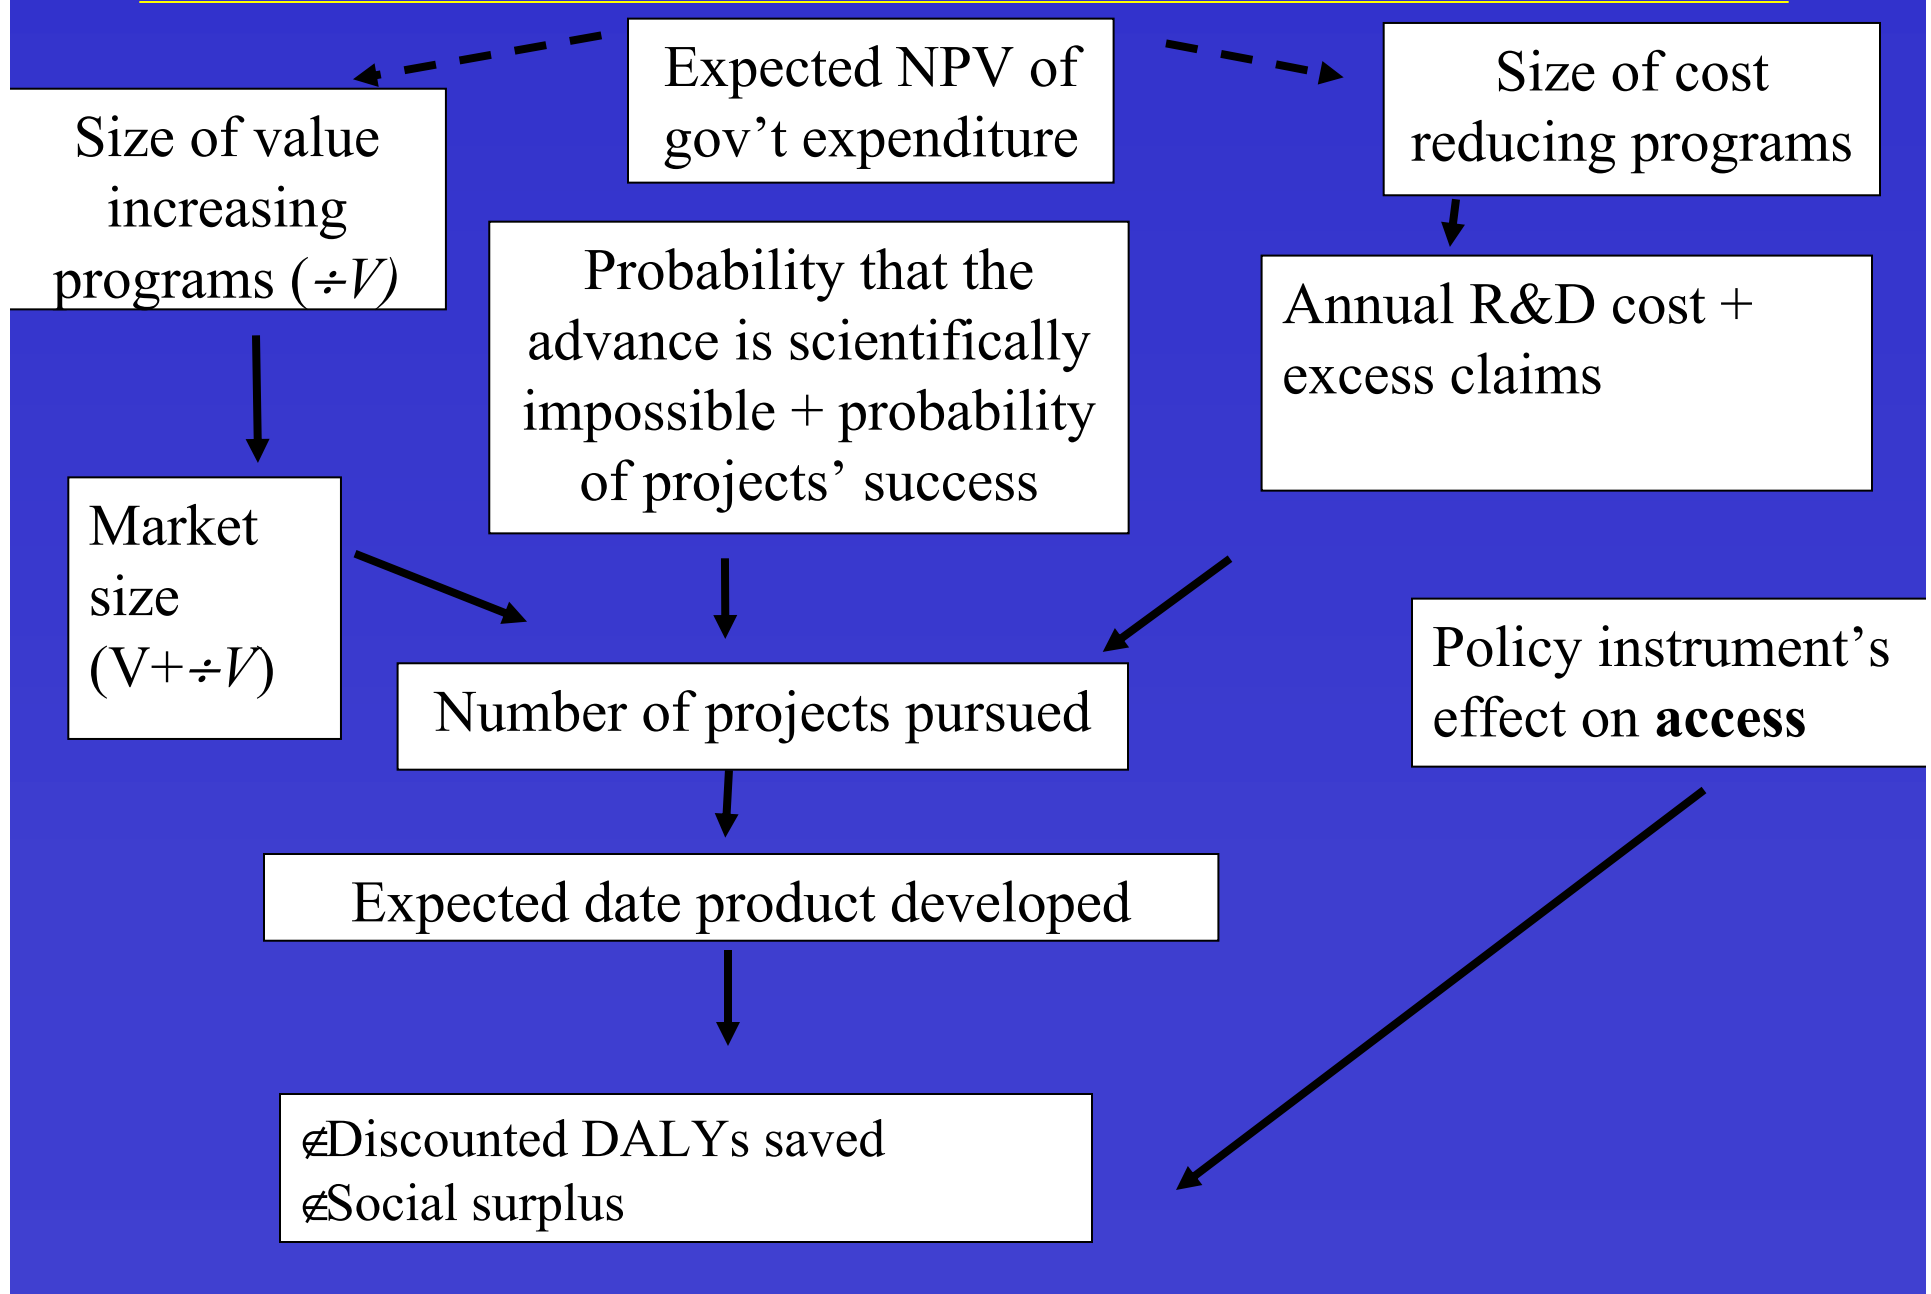 Expected NPV of
gov’t expenditure
Size of cost
reducing programs
Size of value
increasing
programs (÷V)
Probability that the
advance is scientifically
impossible + probability
of projects’ success
Annual R&D cost +
excess claims
Market
size
(V+÷V)
Number of projects pursued
Policy instrument’s
effect on access
Expected date product developed
∉Discounted DALYs saved
∉Social surplus